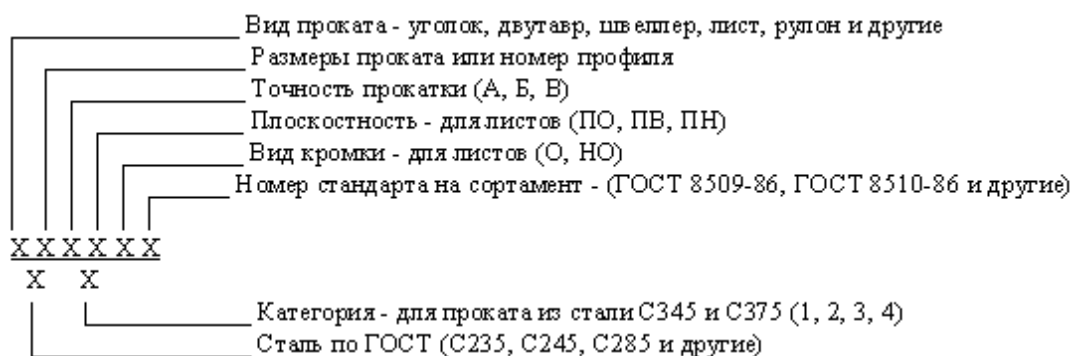 Вид проката - уголок, двутавр, швеллер, лист, рулон и другие
Размеры проката или номер профиля
Точность прокатки (А, Б, В)
Плоскостность - для листов (ПО, ПВ, ПН)
Вид кромки - для листов (О, НО)
Номер стандарта на сортамент - (ГОСТ 8509-86, ГОСТ 8510-86 и другие)
Х Х Х Х Х Х
Х Х
Категория - для проката из стали С345 и С375 (1, 2, 3, 4)
Сталь по ГОСТ (С235, С245, С285 и другие)